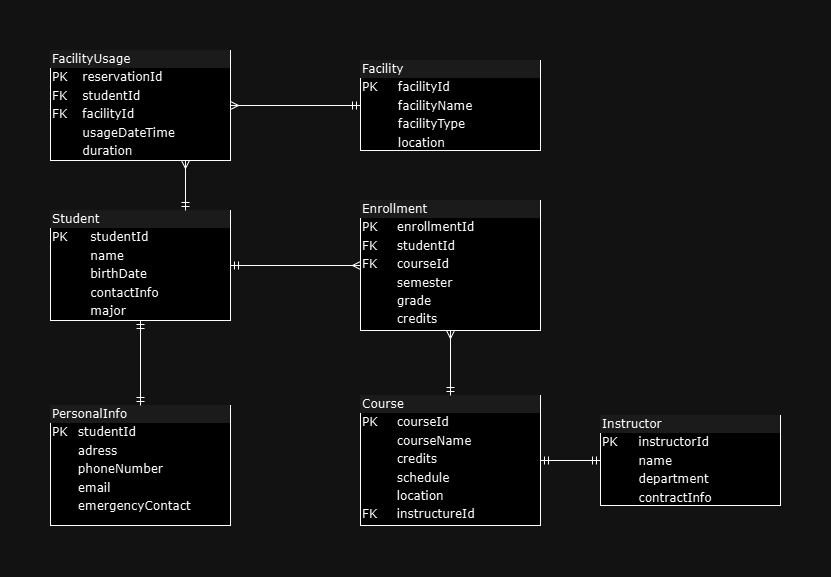 FacilityUsage
PK reservationId
FK studentId
FK facilityId
usageDateTime
duration
Facility
PK facilityId
facilityName
facilityType
location
Student
PK studentId
name
birthDate
contactInfo
major
Enrollment
PK enrollmentId
FK studentId
FK courseId
semester
grade
credits
PersonalInfo
PK studentId
adress
phoneNumber
email
emergencyContact
Course
PK courseId
courseName
credits
schedule
location
FK instructureId
Instructor
PK instructorId
name
department
contractInfo